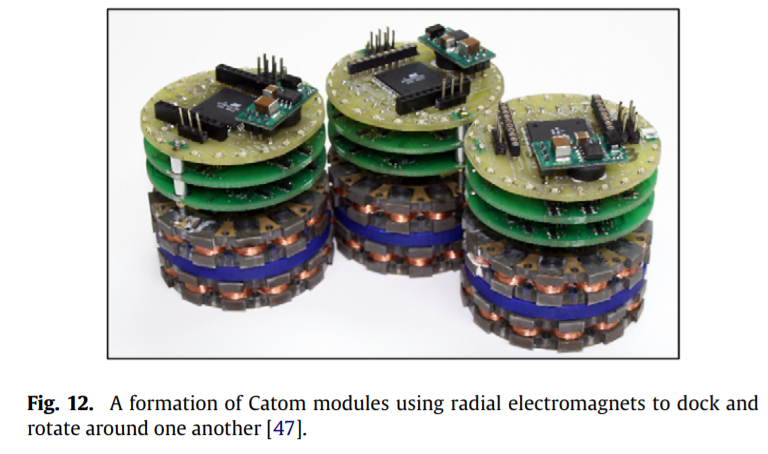 Fig. 12. A formation of Catom modules using radial electromagnets to dock and
rotate around one another [47].